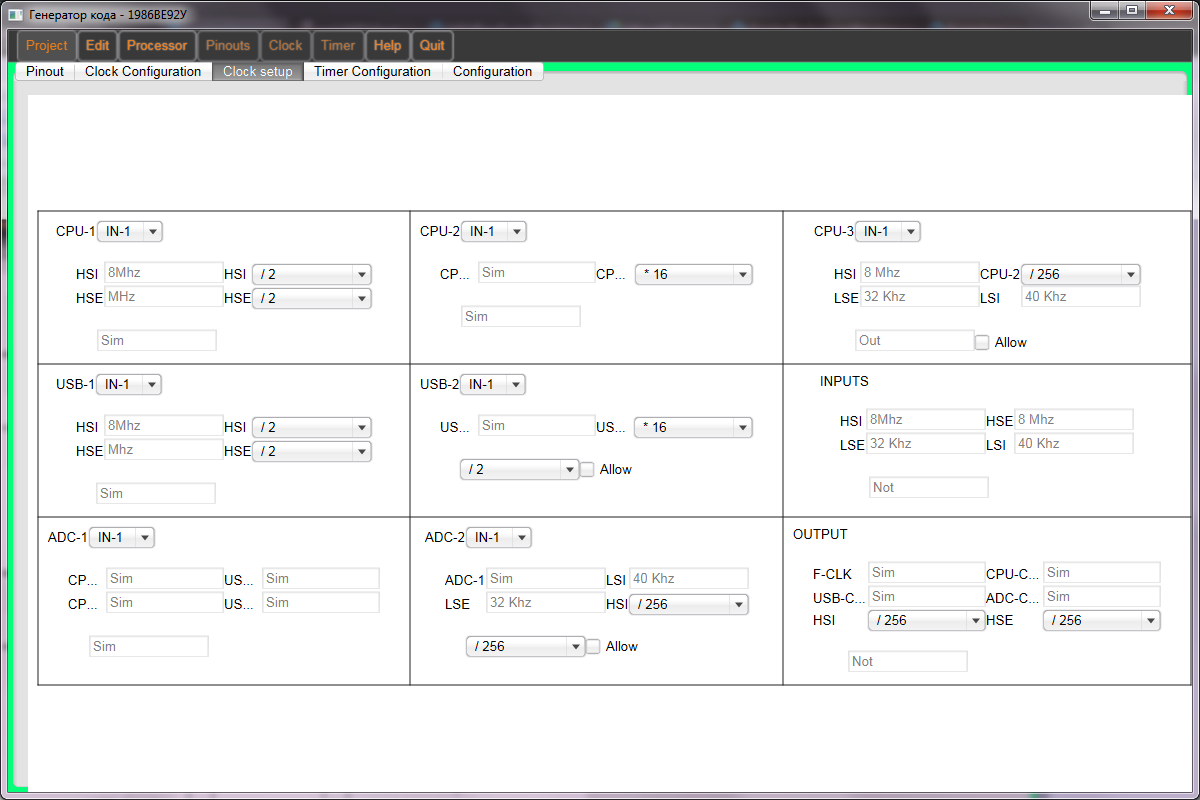 Генератор кода - 1986ВЕ92У
Project Edit Processor Pinouts Clock Timer Help Quit
Pinout Clock Configuration Clock setup Timer Configuration Configuration
CPU-1 IN-1 CPU-2 IN-1 CPU-3 IN-1
HSI 8Mhz HSI / 2 CP... Sim CP... * 16 HSI 8 Mhz CPU-2 / 256
HSE MHz HSE / 2 LSE 32 Khz LSI 40 Khz
Sim Sim Out Allow
USB-1 IN-1 USB-2 IN-1 INPUTS
HSI 8Mhz HSI / 2 US... Sim US... * 16 HSI 8Mhz HSE 8 Mhz
HSE Mhz HSE / 2 LSE 32 Khz LSI 40 Khz
Sim / 2 Allow Not
ADC-1 IN-1 ADC-2 IN-1 OUTPUT
CP... Sim US... Sim ADC-1 Sim LSI 40 Khz F-CLK Sim CPU-C... Sim
CP... Sim US... Sim LSE 32 Khz HSI / 256 USB-C... Sim ADC-C... Sim
HSI / 256 HSE / 256
Sim / 256 Allow Not